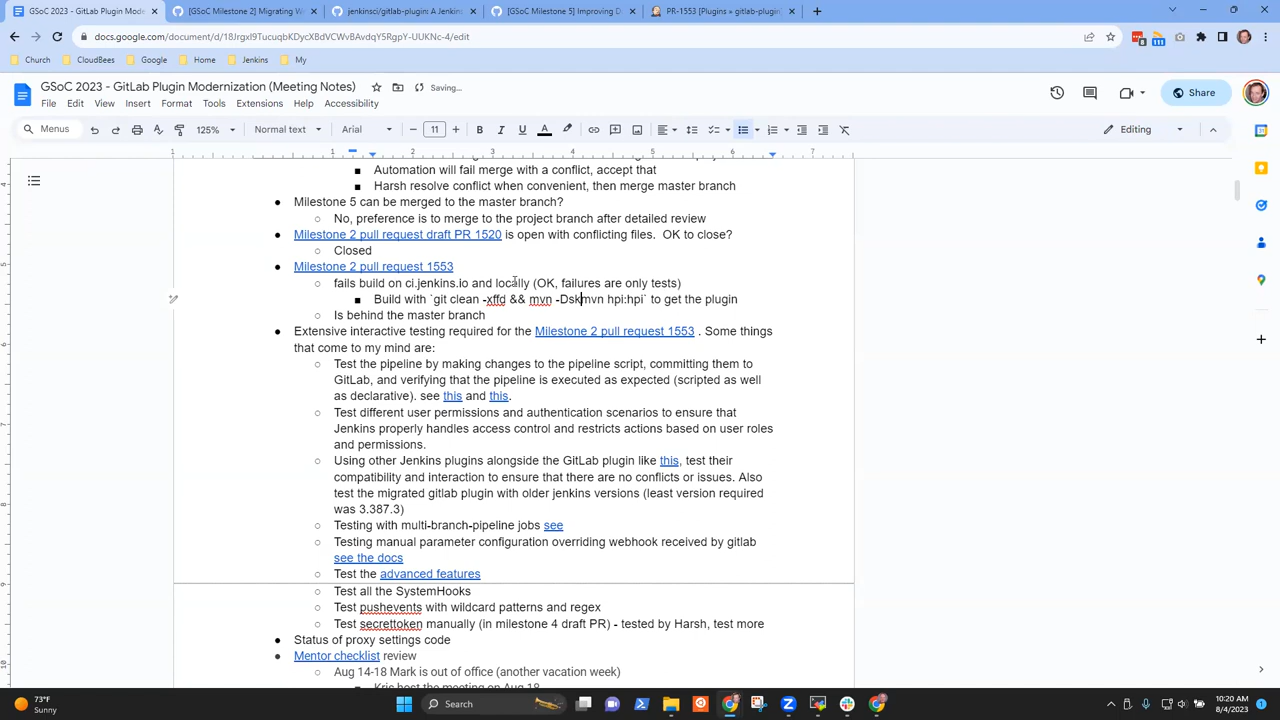 [GSoC Milestone 2] Migrating W
jenkinsci/gitlab-plugin: A Jenkins
[GSoC Milestone 5] Improving D
PR-1553 [Plugins » gitlab-plugin]
docs.google.com/document/d/18Jrgxl9TucuqbKDycXBdVCWvBAvdqY5RgpY-UUKNc-4/edit
Church
CloudBees
Google
Home
Jenkins
My
GSoC 2023 - GitLab Plugin Modernization (Meeting Notes)
Saving...
File Edit View Insert Format Tools Extensions Help Accessibility
Share
Menus
125%
Normal text
Arial
11
Editing
Automation will fail merge with a conflict, accept that
Harsh resolve conflict when convenient, then merge master branch
Milestone 5 can be merged to the master branch?
No, preference is to merge to the project branch after detailed review
Milestone 2 pull request draft PR 1520 is open with conflicting files. OK to close?
Closed
Milestone 2 pull request 1553
fails build on ci.jenkins.io and locally (OK, failures are only tests)
Build with `git clean -xffd && mvn -Dskmvn hpi:hpi` to get the plugin
Is behind the master branch
Extensive interactive testing required for the Milestone 2 pull request 1553 . Some things
that come to my mind are:
Test the pipeline by making changes to the pipeline script, committing them to
GitLab, and verifying that the pipeline is executed as expected (scripted as well
as declarative). see this and this.
Test different user permissions and authentication scenarios to ensure that
Jenkins properly handles access control and restricts actions based on user roles
and permissions.
Using other Jenkins plugins alongside the GitLab plugin like this, test their
compatibility and interaction to ensure that there are no conflicts or issues. Also
test the migrated gitlab plugin with older jenkins versions (least version required
was 3.387.3)
Testing with multi-branch-pipeline jobs see
Testing manual parameter configuration overriding webhook received by gitlab
see the docs
Test the advanced features
Test all the SystemHooks
Test pushevents with wildcard patterns and regex
Test secrettoken manually (in milestone 4 draft PR) - tested by Harsh, test more
Status of proxy settings code
Mentor checklist review
Aug 14-18 Mark is out of office (another vacation week)
Kris host the meeting on Aug 18
73°F
Sunny
Search
10:20 AM
8/4/2023